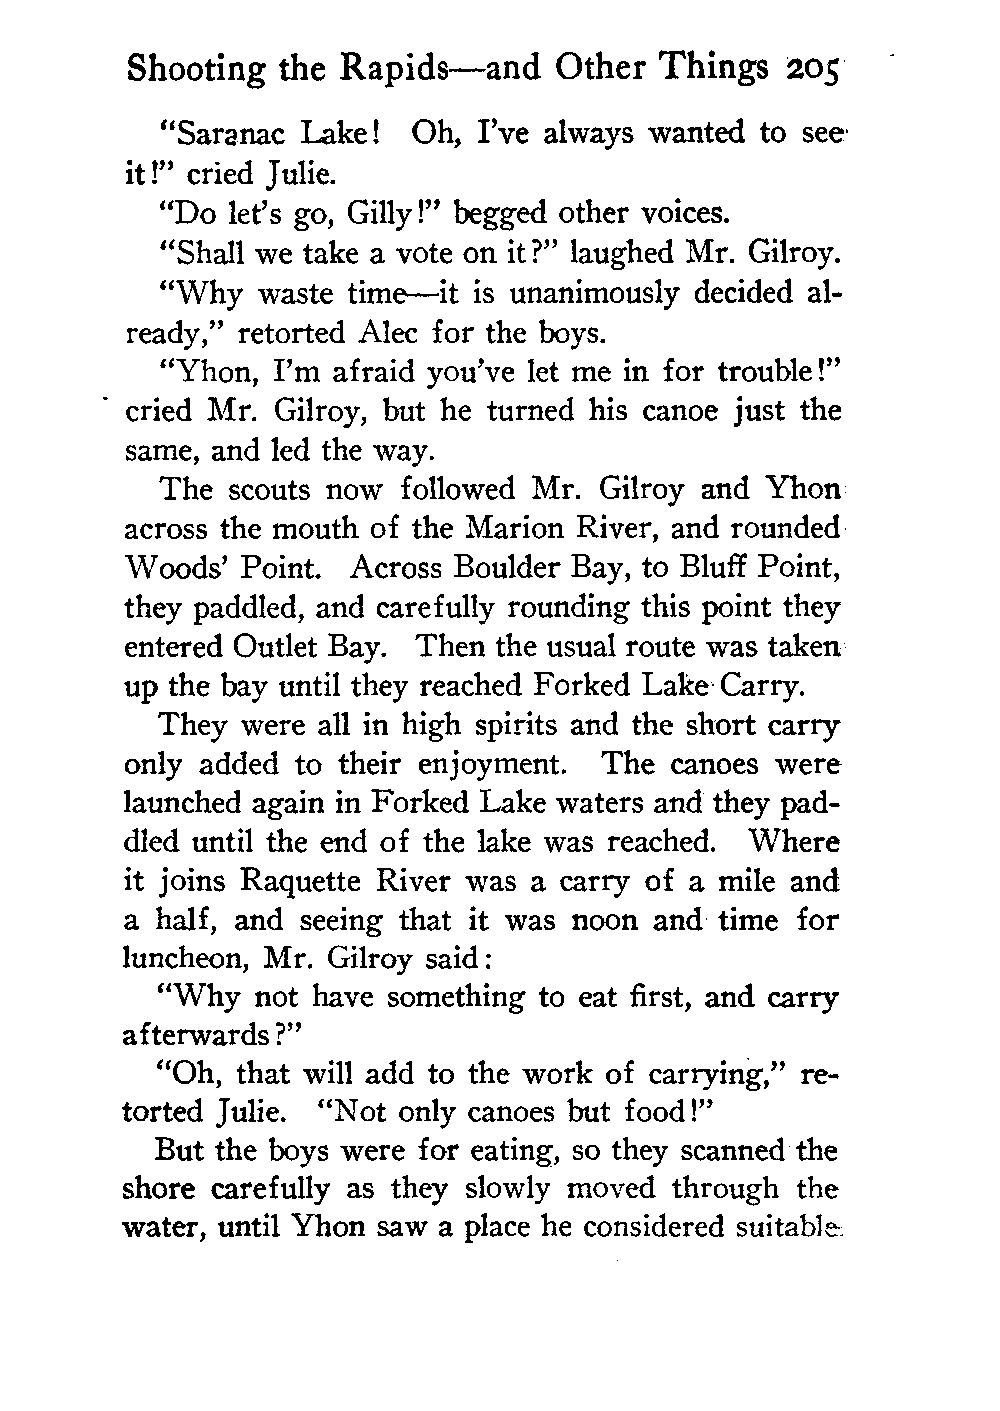 Shooting the Rapids—and Other Things 205
"Saranac Lake! Oh, I've always wanted to see
it!" cried Julie.
"Do let's go, Gilly!" begged other voices.
"Shall we take a vote on it?" laughed Mr. Gilroy.
"Why waste time—it is unanimously decided al-
ready," retorted Alec for the boys.
"Yhon, I'm afraid you've let me in for trouble!"
cried Mr. Gilroy, but he turned his canoe just the
same, and led the way.
The scouts now followed Mr. Gilroy and Yhon
across the mouth of the Marion River, and rounded
Woods' Point. Across Boulder Bay, to Bluff Point,
they paddled, and carefully rounding this point they
entered Outlet Bay. Then the usual route was taken
up the bay until they reached Forked Lake Carry.
They were all in high spirits and the short carry
only added to their enjoyment. The canoes were
launched again in Forked Lake waters and they pad-
dled until the end of the lake was reached. Where
it joins Raquette River was a carry of a mile and
a half, and seeing that it was noon and time for
luncheon, Mr. Gilroy said:
"Why not have something to eat first, and carry
afterwards?"
"Oh, that will add to the work of carrying," re-
torted Julie. "Not only canoes but food!"
But the boys were for eating, so they scanned the
shore carefully as they slowly moved through the
water, until Yhon saw a place he considered suitable